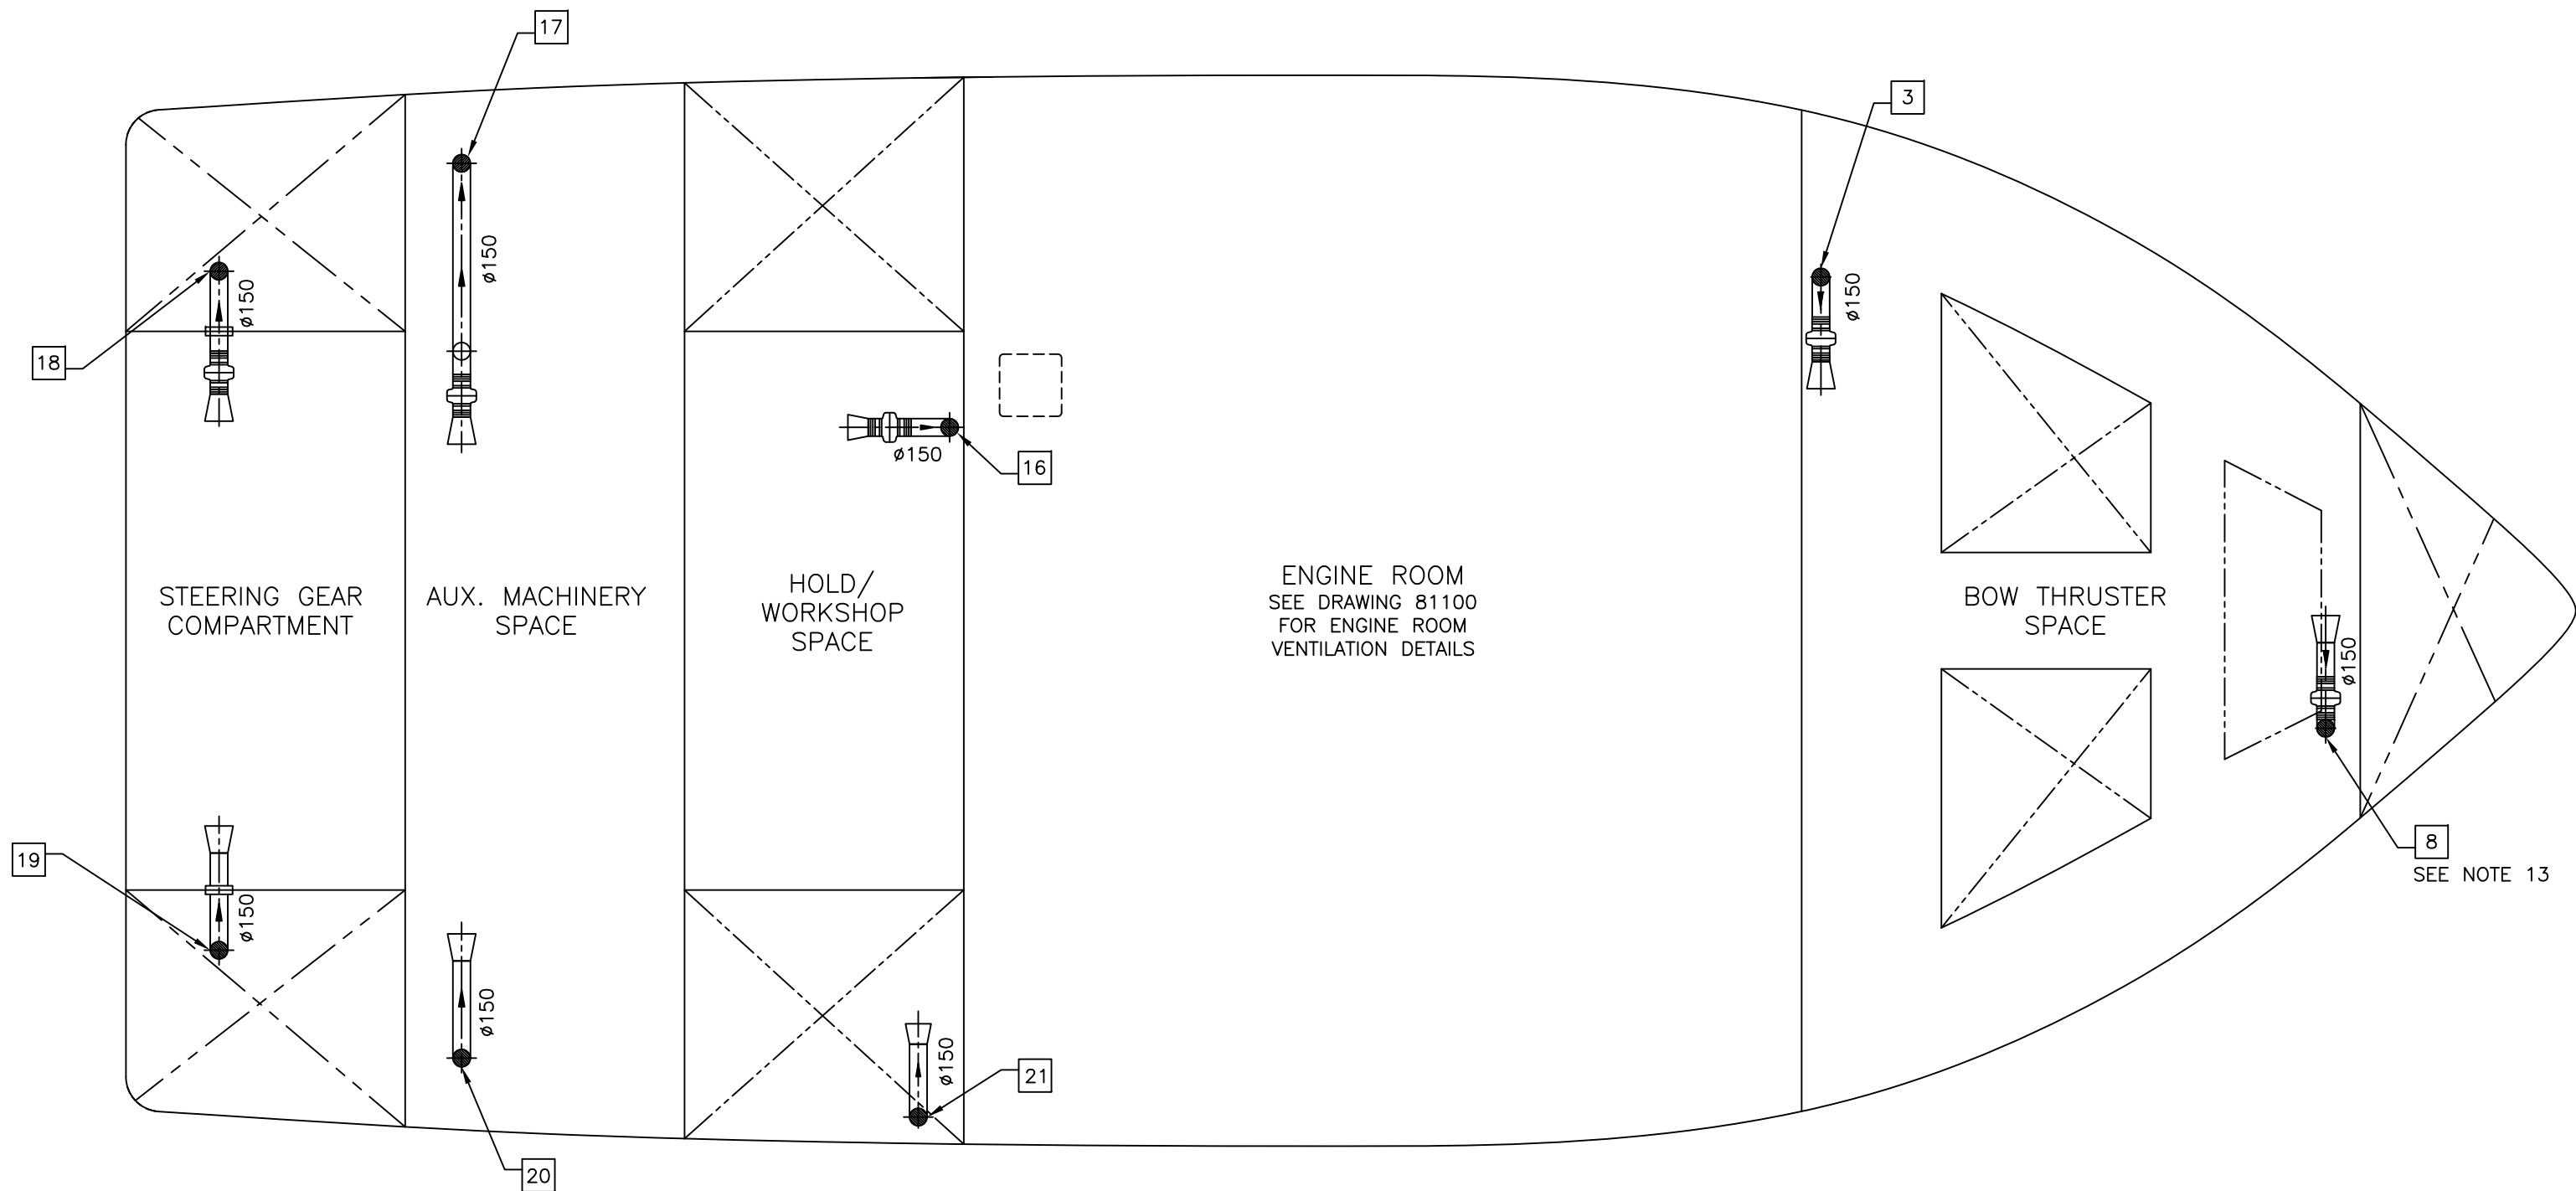 17
3
18
ø150
ø150
ø150
ø150
16
STEERING GEAR
COMPARTMENT
AUX. MACHINERY
SPACE
HOLD/
WORKSHOP
SPACE
ENGINE ROOM
SEE DRAWING 81100
FOR ENGINE ROOM
VENTILATION DETAILS
BOW THRUSTER
SPACE
ø150
8
SEE NOTE 13
19
ø150
ø150
ø150
21
20